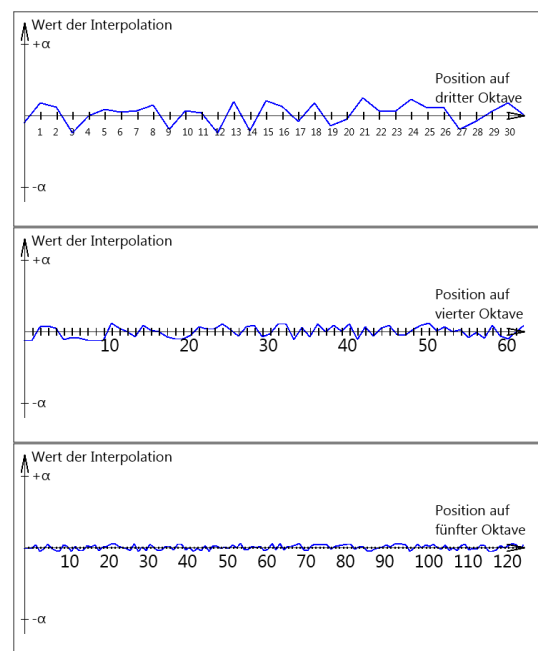 Wert der Interpolation
+α
Position auf
dritter Oktave
1 2 3 4 5 6 7 8 9 10 11 12 13 14 15 16 17 18 19 20 21 22 23 24 25 26 27 28 29 30
-α
Wert der Interpolation
+α
Position auf
vierter Oktave
10 20 30 40 50 60
-α
Wert der Interpolation
+α
Position auf
fünfter Oktave
10 20 30 40 50 60 70 80 90 100 110 120
-α